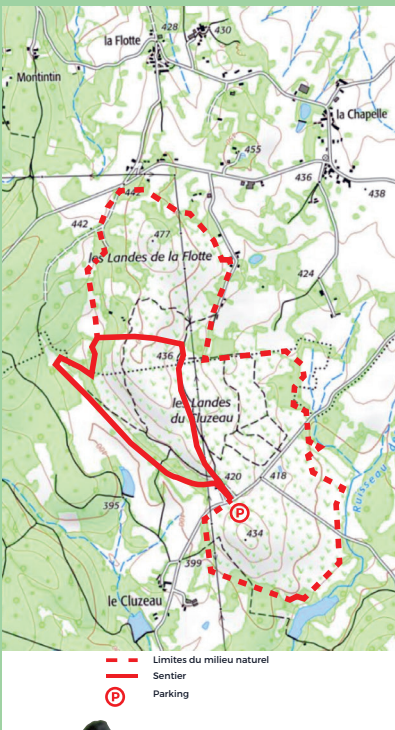 428
430
la Flotte
Montintin
la Chapelle
455
436
438
442
477
les Landes de la Flotte
424
436
les Landes
du Cluzeau
420
418
395
Ruisseau
P
434
399
le Cluzeau
Limites du milieu naturel
Sentier
P
Parking